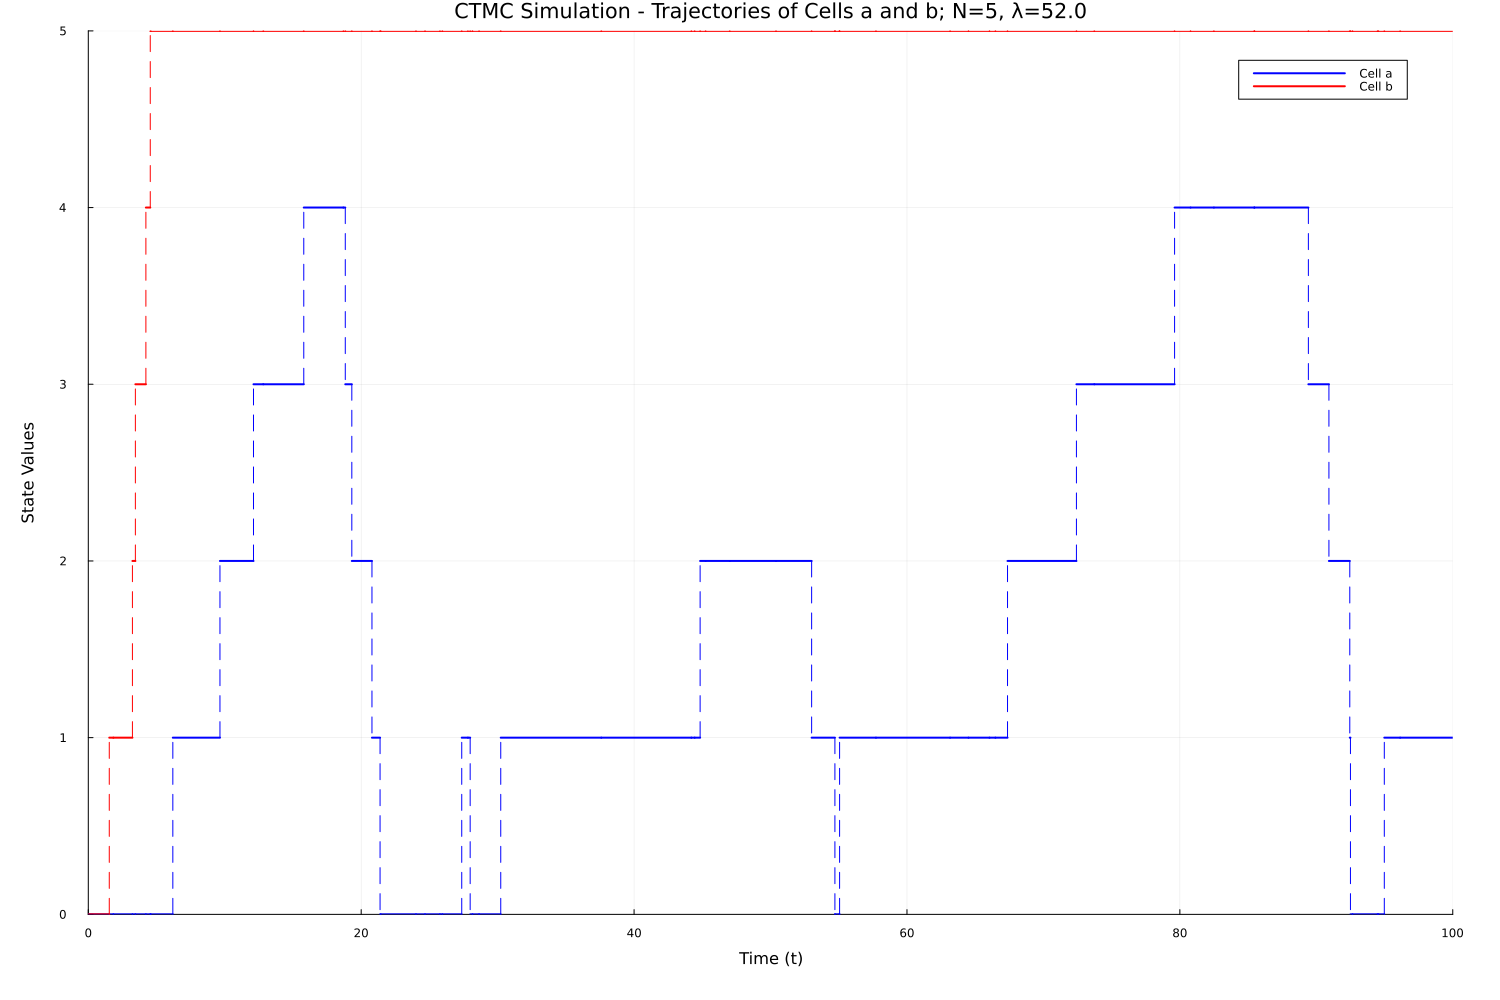 CTMC Simulation - Trajectories of Cells a and b; N=5, λ=52.0
5
Cell a
Cell b
4
3
State Values
2
1
0
0 20 40 60 80 100
Time (t)